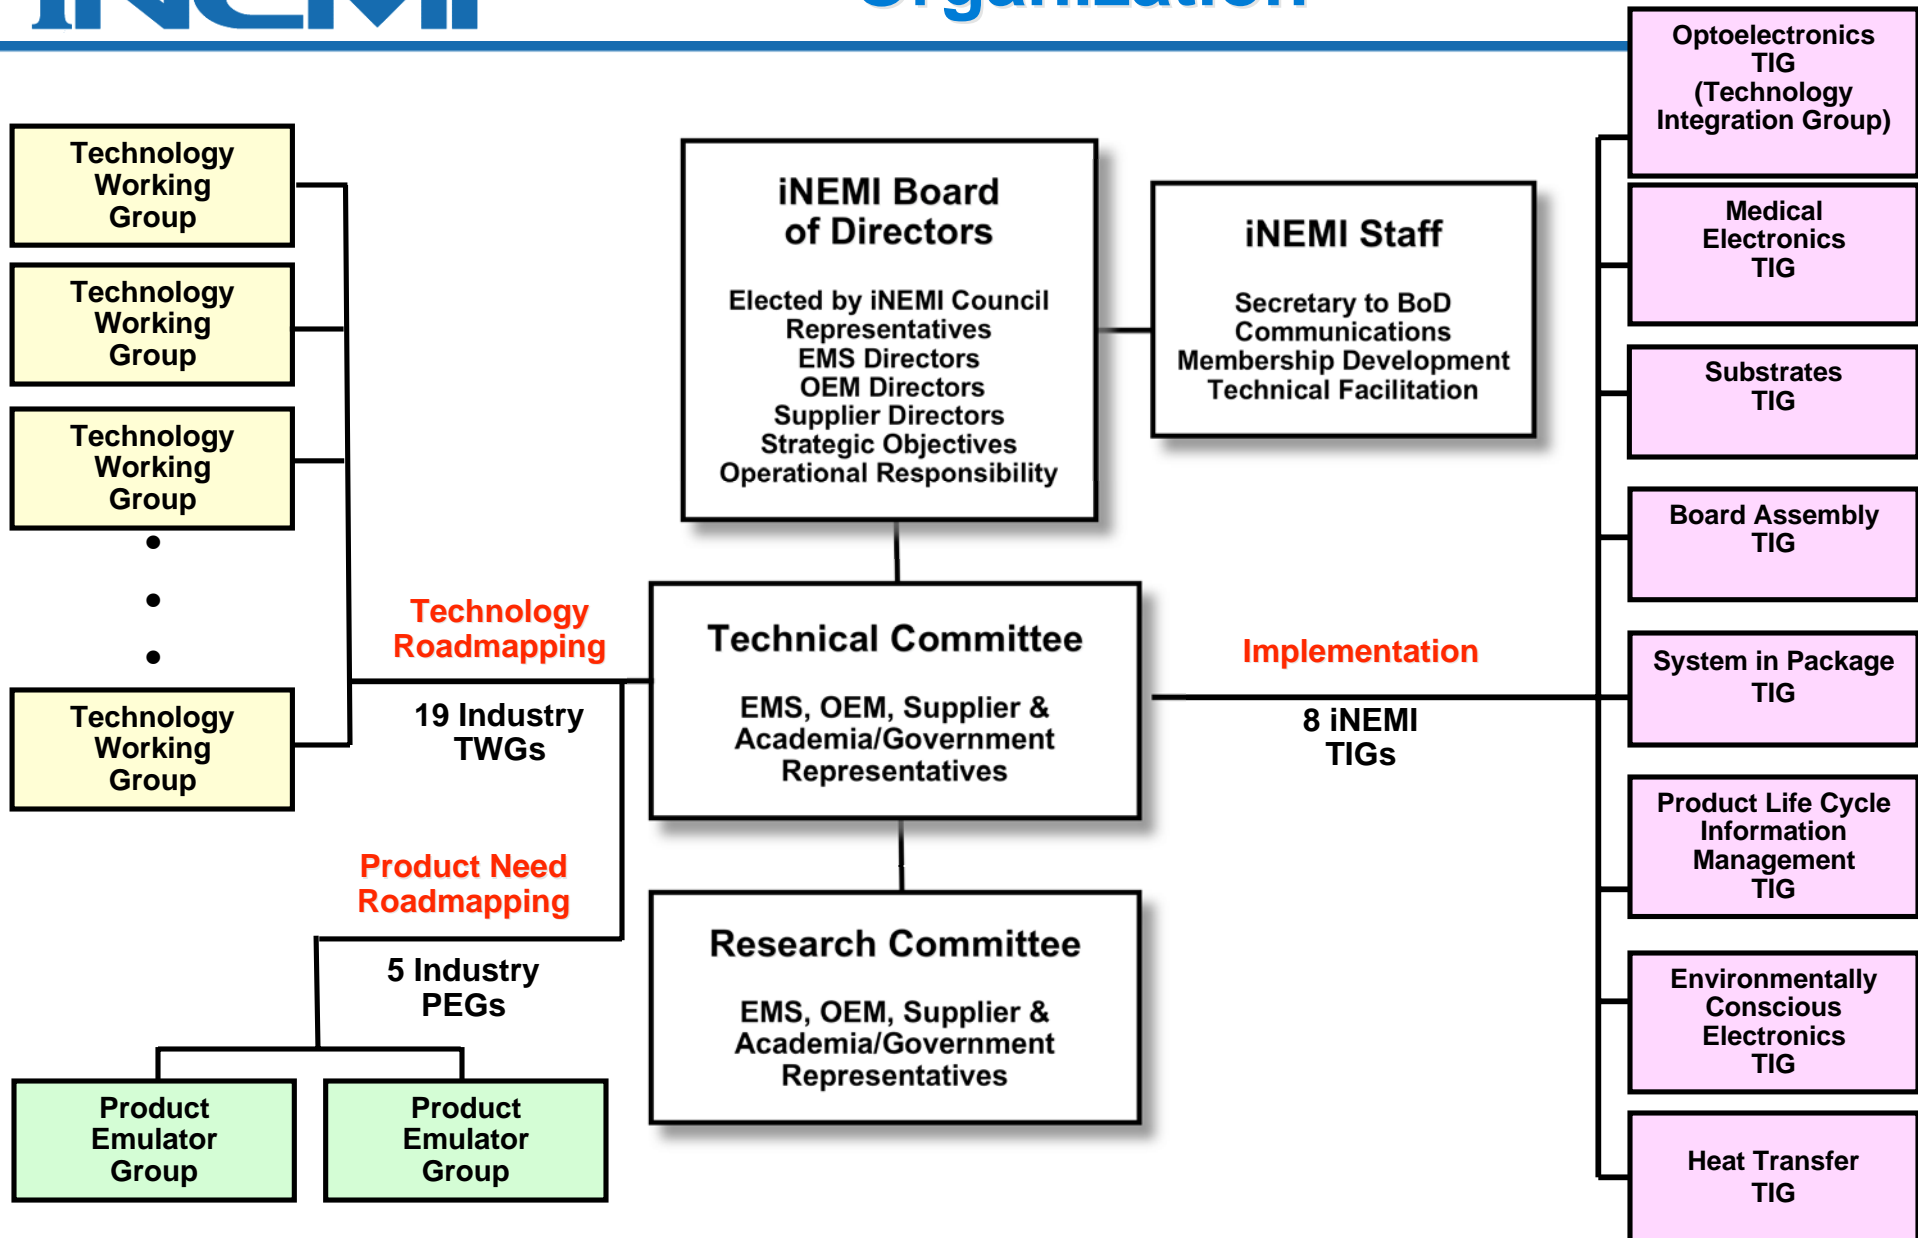 iNEMI
Organization
Technology
Working
Group
Technology
Working
Group
Technology
Working
Group
•
•
•
Technology
Working
Group
Technology
Roadmapping
19 Industry
TWGs
Product Need
Roadmapping
5 Industry
PEGs
Product
Emulator
Group
Product
Emulator
Group
iNEMI Board
of Directors
Elected by iNEMI Council
Representatives
EMS Directors
OEM Directors
Supplier Directors
Strategic Objectives
Operational Responsibility
iNEMI Staff
Secretary to BoD
Communications
Membership Development
Technical Facilitation
Technical Committee
EMS, OEM, Supplier &
Academia/Government
Representatives
Research Committee
EMS, OEM, Supplier &
Academia/Government
Representatives
Implementation
8 iNEMI
TIGs
Optoelectronics
TIG
(Technology
Integration Group)
Medical
Electronics
TIG
Substrates
TIG
Board Assembly
TIG
System in Package
TIG
Product Life Cycle
Information
Management
TIG
Environmentally
Conscious
Electronics
TIG
Heat Transfer
TIG